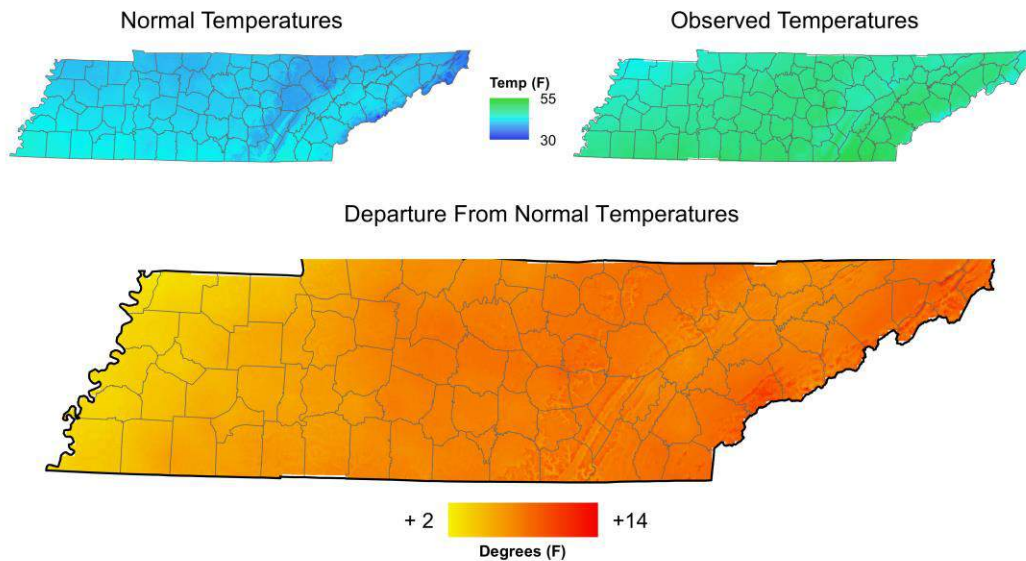 Normal Temperatures
Observed Temperatures
Temp (F)
55
30
Departure From Normal Temperatures
+ 2
+14
Degrees (F)